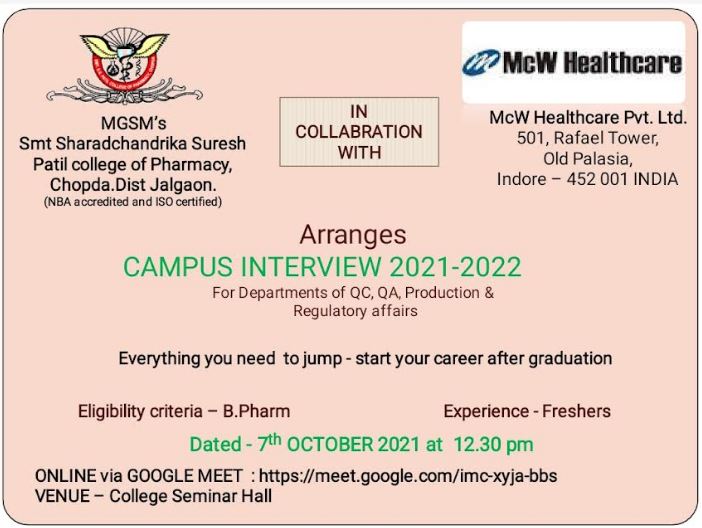 MGSM's
Smt Sharadchandrika Suresh
Patil college of Pharmacy,
Chopda.Dist Jalgaon.
(NBA accredited and ISO certified)
IN
COLLABRATION
WITH
McW Healthcare
McW Healthcare Pvt. Ltd.
501, Rafael Tower,
Old Palasia,
Indore – 452 001 INDIA
Arranges
CAMPUS INTERVIEW 2021-2022
For Departments of QC, QA, Production &
Regulatory affairs
Everything you need to jump - start your career after graduation
Eligibility criteria – B.Pharm
Experience - Freshers
Dated - 7th OCTOBER 2021 at 12.30 pm
ONLINE via GOOGLE MEET : https://meet.google.com/imc-xyja-bbs
VENUE – College Seminar Hall